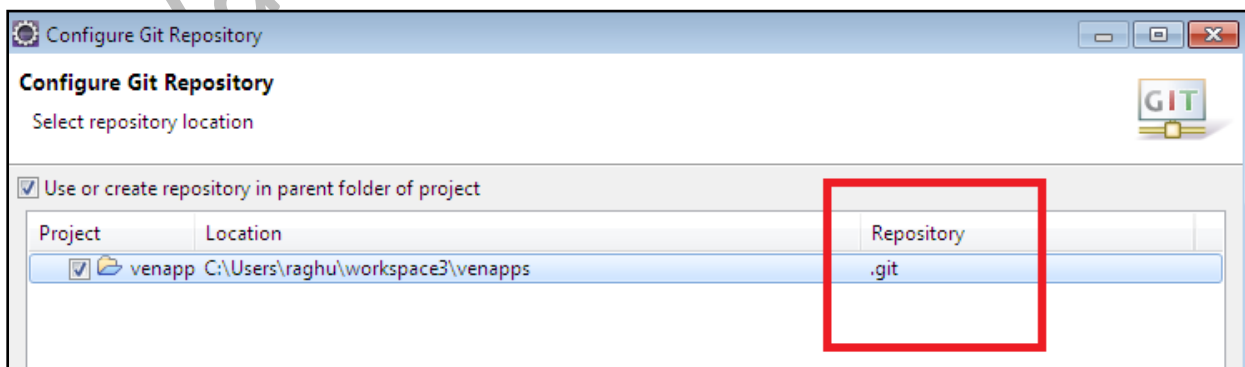 Configure Git Repository
Configure Git Repository
Select repository location
GIT
Use or create repository in parent folder of project
Project Location Repository
venapp C:\Users\raghu\workspace3\venapps .git